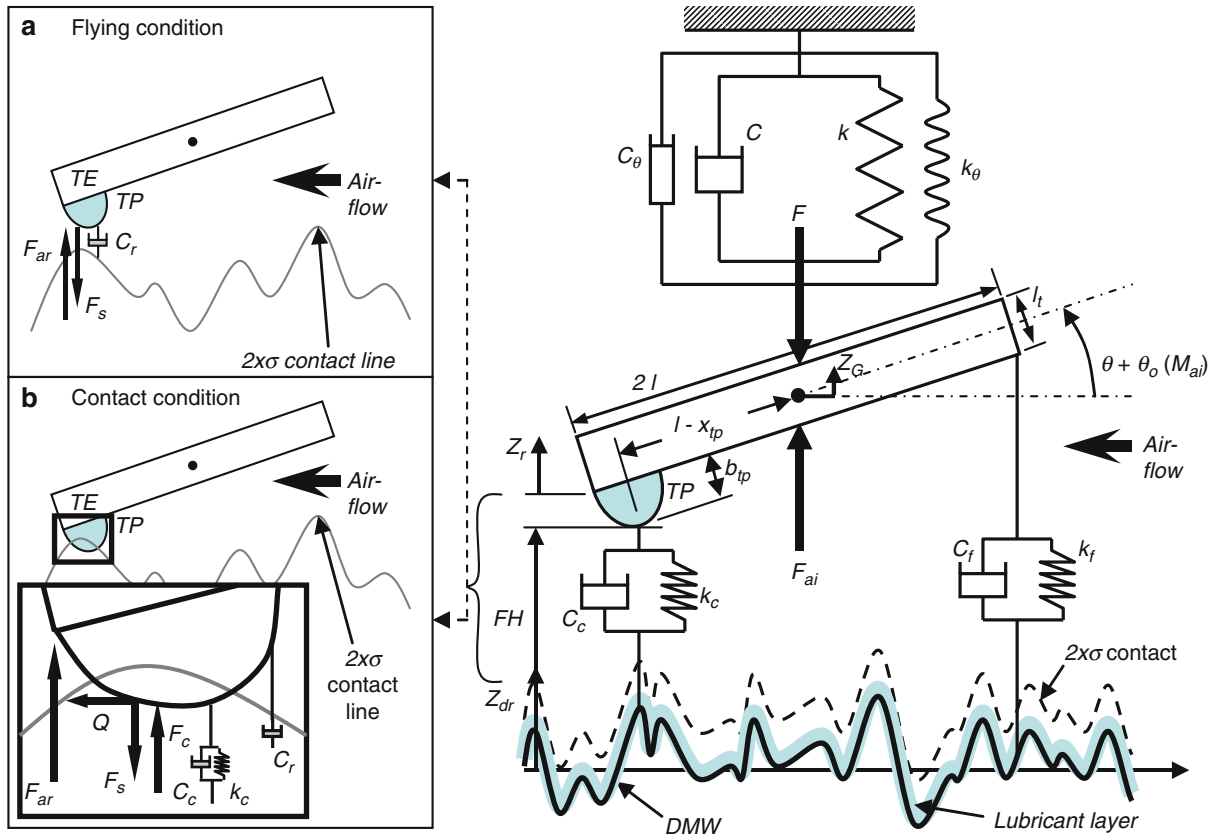 a Flying condition
TE
TP
Air-
flow
F_ar
C_r
F_s
2xσ contact line
b Contact condition
TE
TP
Air-
flow
2xσ
contact
line
Q
F_c
C_r
F_ar
F_s
C_c
k_c
C_θ
C
k
k_θ
F
l_t
Z_G
θ + θ_o (M_ai)
2 l
l - x_tp
Z_r
b_tp
TP
Air-
flow
F_ai
C_c
k_c
C_f
k_f
FH
2xσ contact
Z_dr
DMW
Lubricant layer